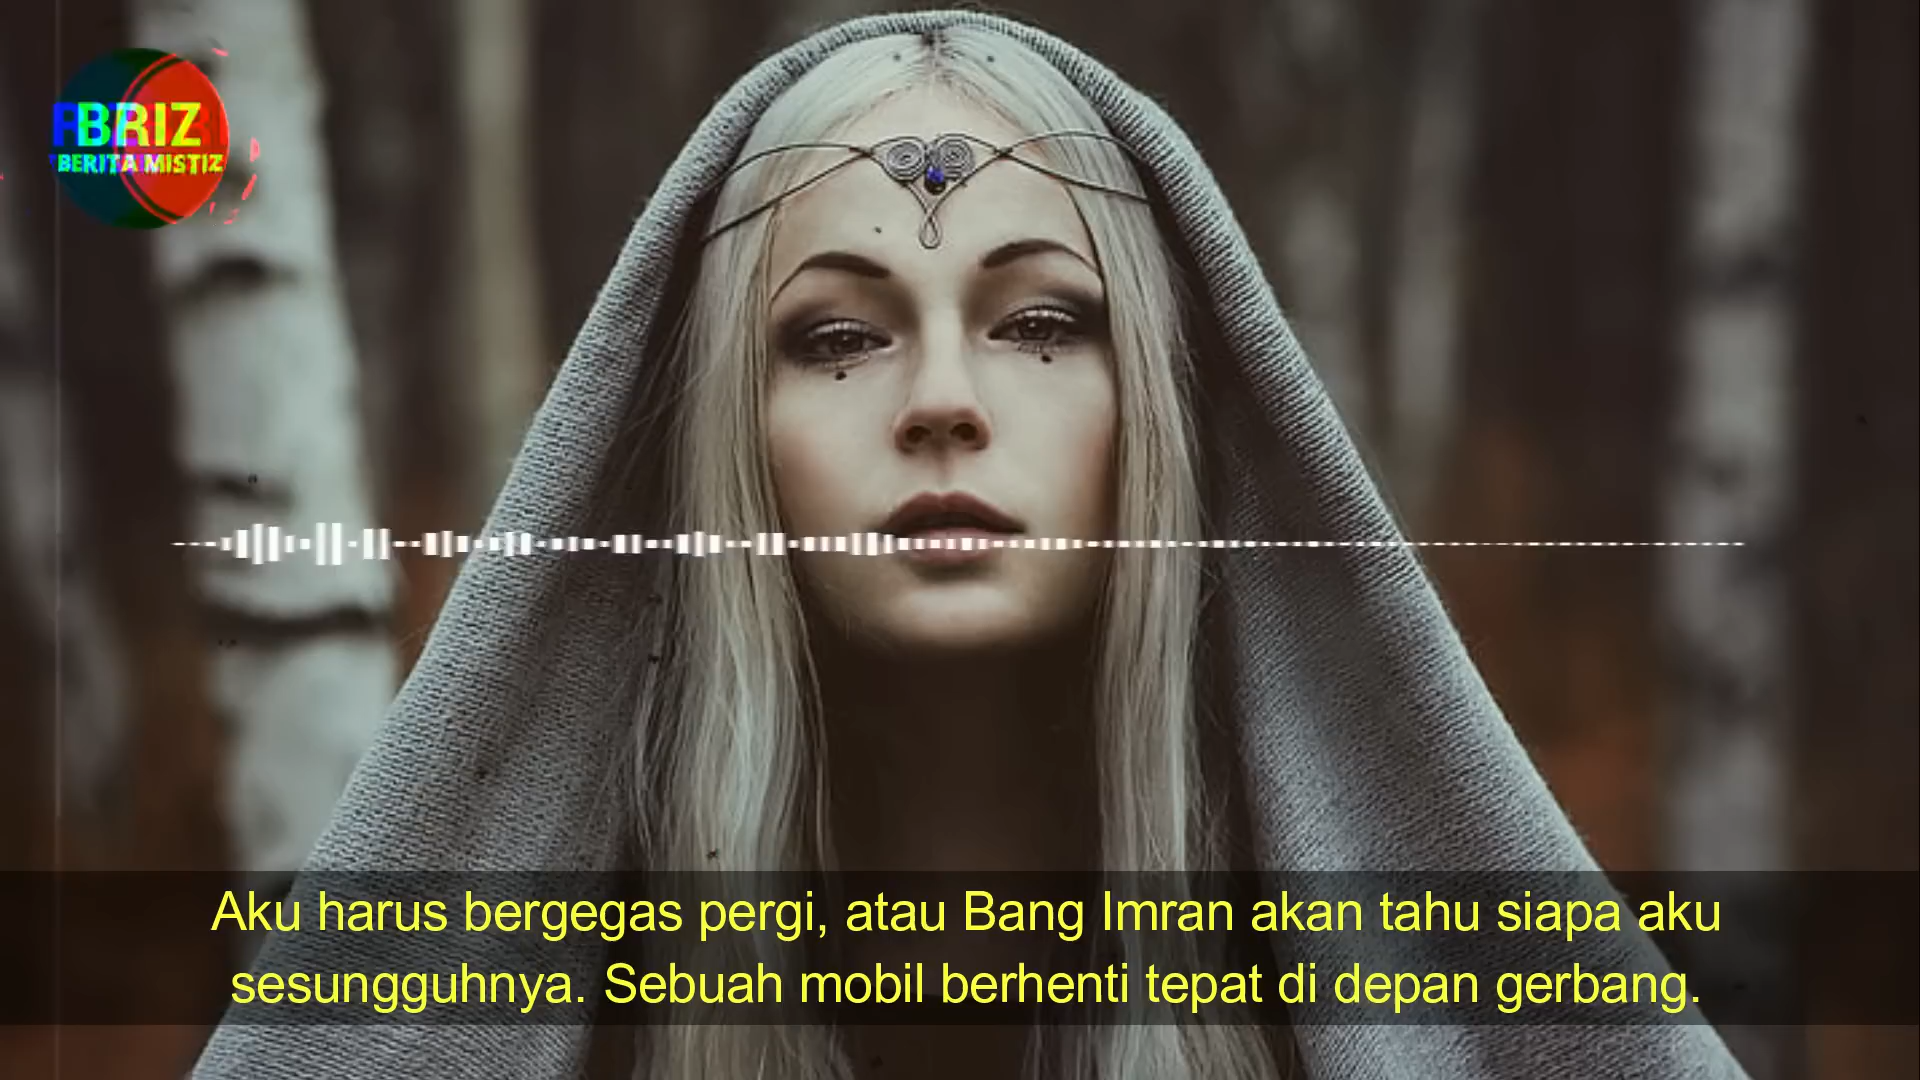 FBRIZ
BERITA MISTIZ
Aku harus bergegas pergi, atau Bang Imran akan tahu siapa aku
sesungguhnya. Sebuah mobil berhenti tepat di depan gerbang.